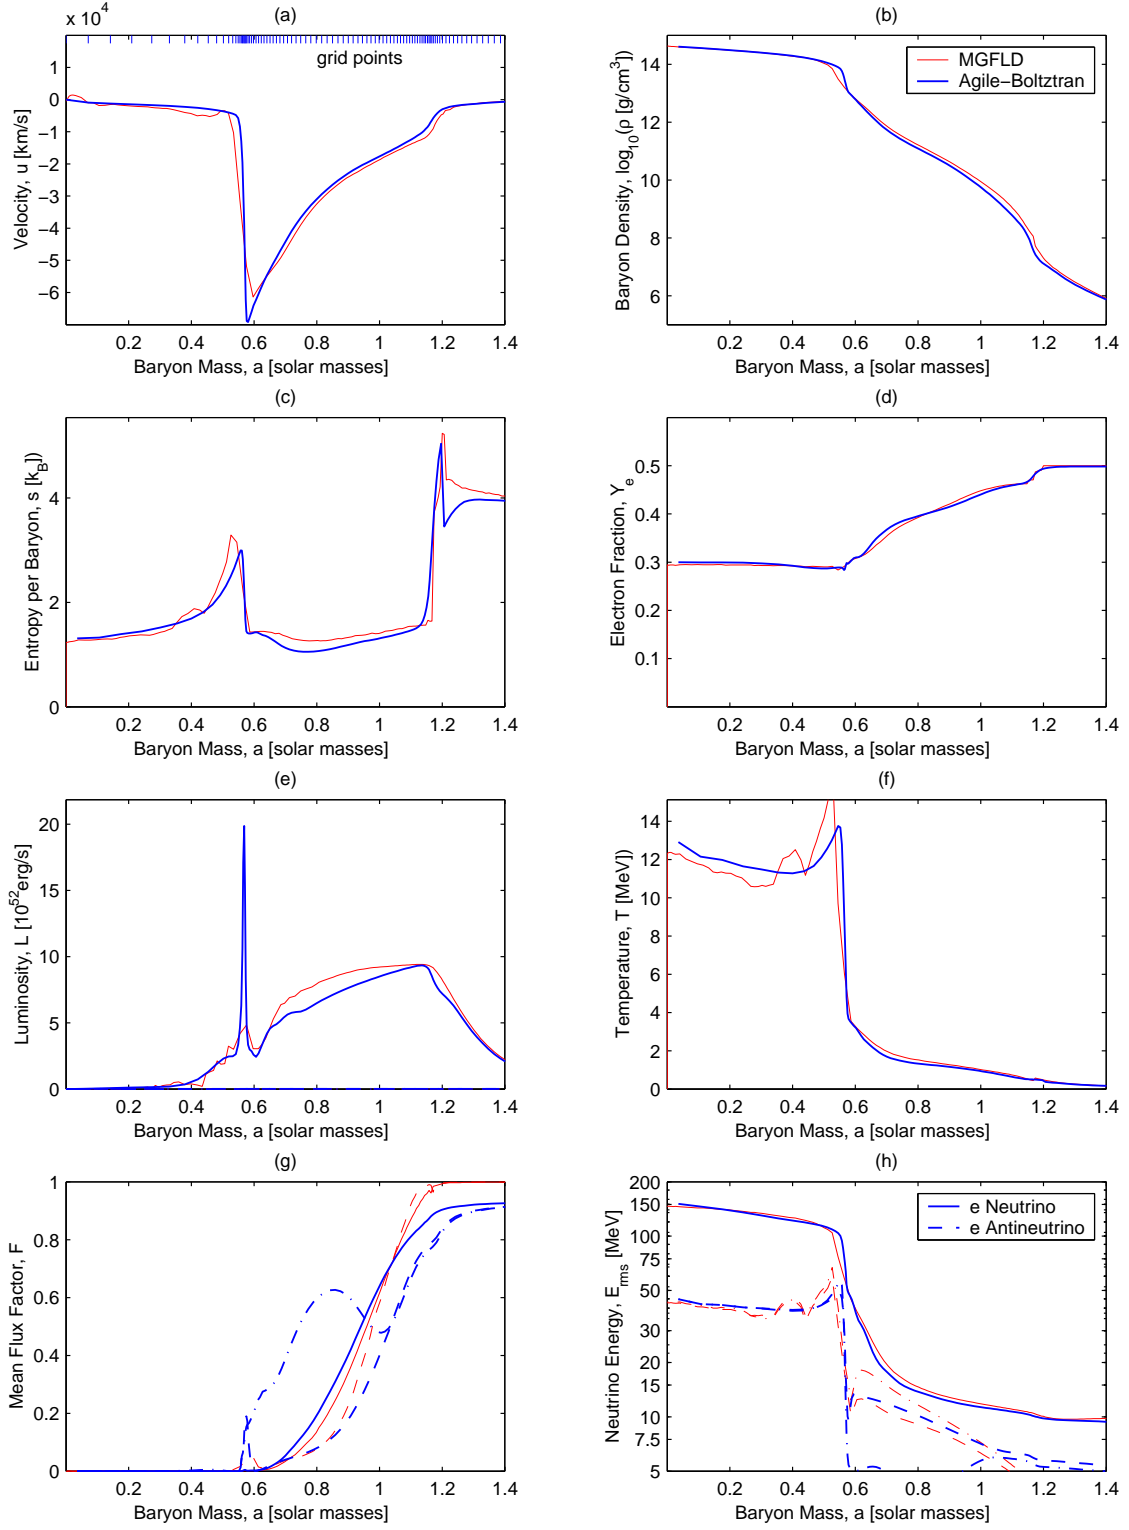 (a)
x 10^4
grid points
1
0
−1
−2
−3
−4
−5
−6
Velocity, u [km/s]
0.2 0.4 0.6 0.8 1 1.2 1.4
Baryon Mass, a [solar masses]
(b)
MGFLD
Agile−Boltztran
14
12
10
8
6
Baryon Density, log_10(ρ [g/cm^3])
0.2 0.4 0.6 0.8 1 1.2 1.4
Baryon Mass, a [solar masses]
(c)
4
2
0
Entropy per Baryon, s [k_B])
0.2 0.4 0.6 0.8 1 1.2 1.4
Baryon Mass, a [solar masses]
(d)
0.5
0.4
0.3
0.2
0.1
Electron Fraction, Y_e
0.2 0.4 0.6 0.8 1 1.2 1.4
Baryon Mass, a [solar masses]
(e)
20
15
10
5
0
Luminosity, L [10^52erg/s]
0.2 0.4 0.6 0.8 1 1.2 1.4
Baryon Mass, a [solar masses]
(f)
14
12
10
8
6
4
2
0
Temperature, T [MeV])
0.2 0.4 0.6 0.8 1 1.2 1.4
Baryon Mass, a [solar masses]
(g)
1
0.8
0.6
0.4
0.2
0
Mean Flux Factor, F
0.2 0.4 0.6 0.8 1 1.2 1.4
Baryon Mass, a [solar masses]
(h)
e Neutrino
e Antineutrino
200
150
100
75
50
30
20
15
10
7.5
5
Neutrino Energy, E_rms [MeV]
0.2 0.4 0.6 0.8 1 1.2 1.4
Baryon Mass, a [solar masses]